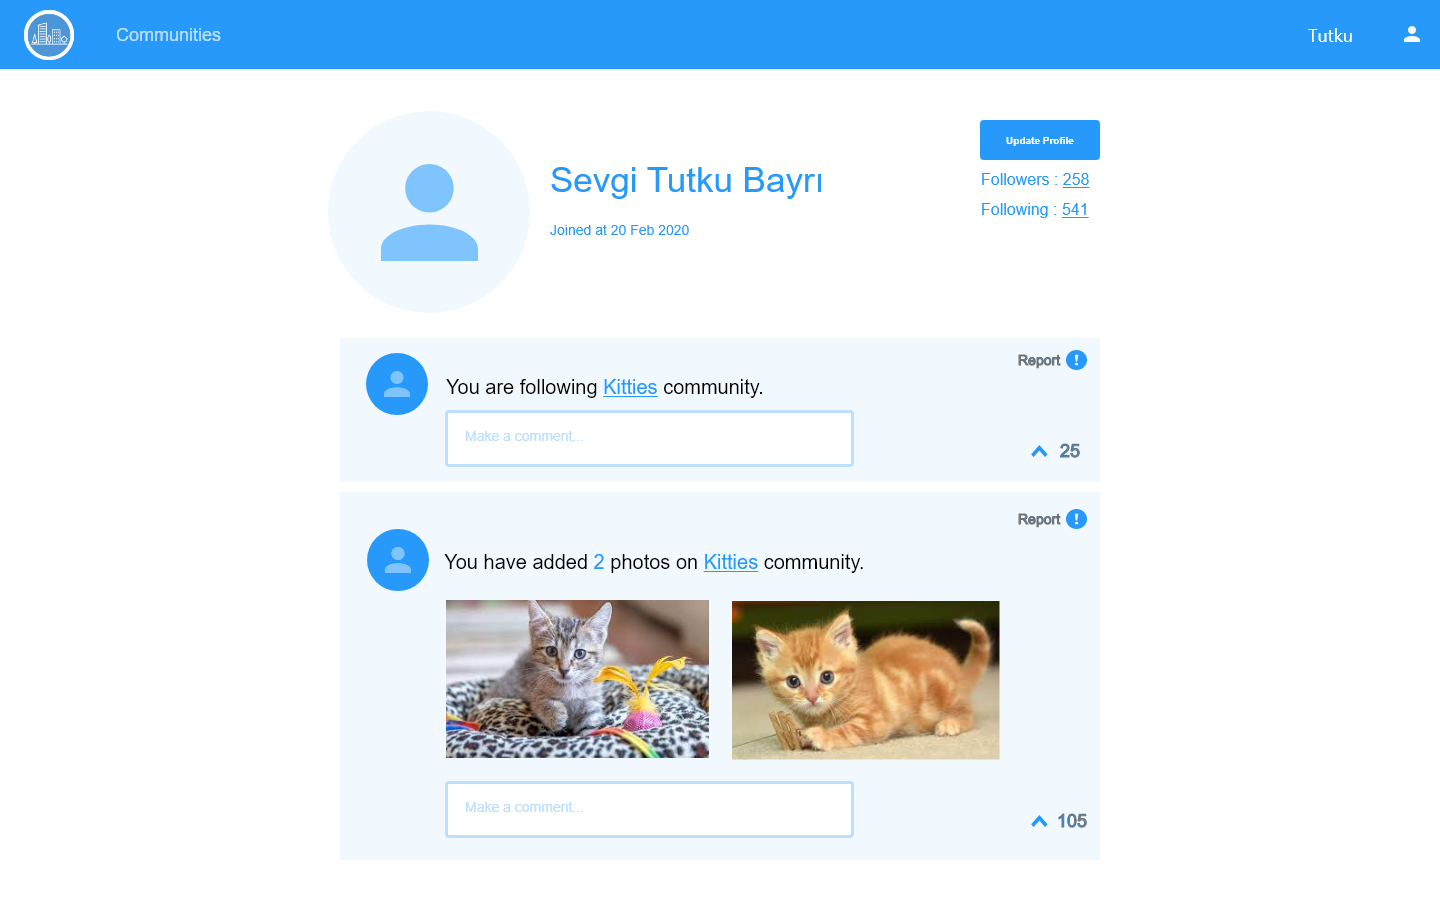 Communities
Tutku
Update Profile
Sevgi Tutku Bayrı
Followers : 258
Following : 541
Joined at 20 Feb 2020
Report
You are following Kitties community.
Make a comment...
25
Report
You have added 2 photos on Kitties community.
Make a comment...
105